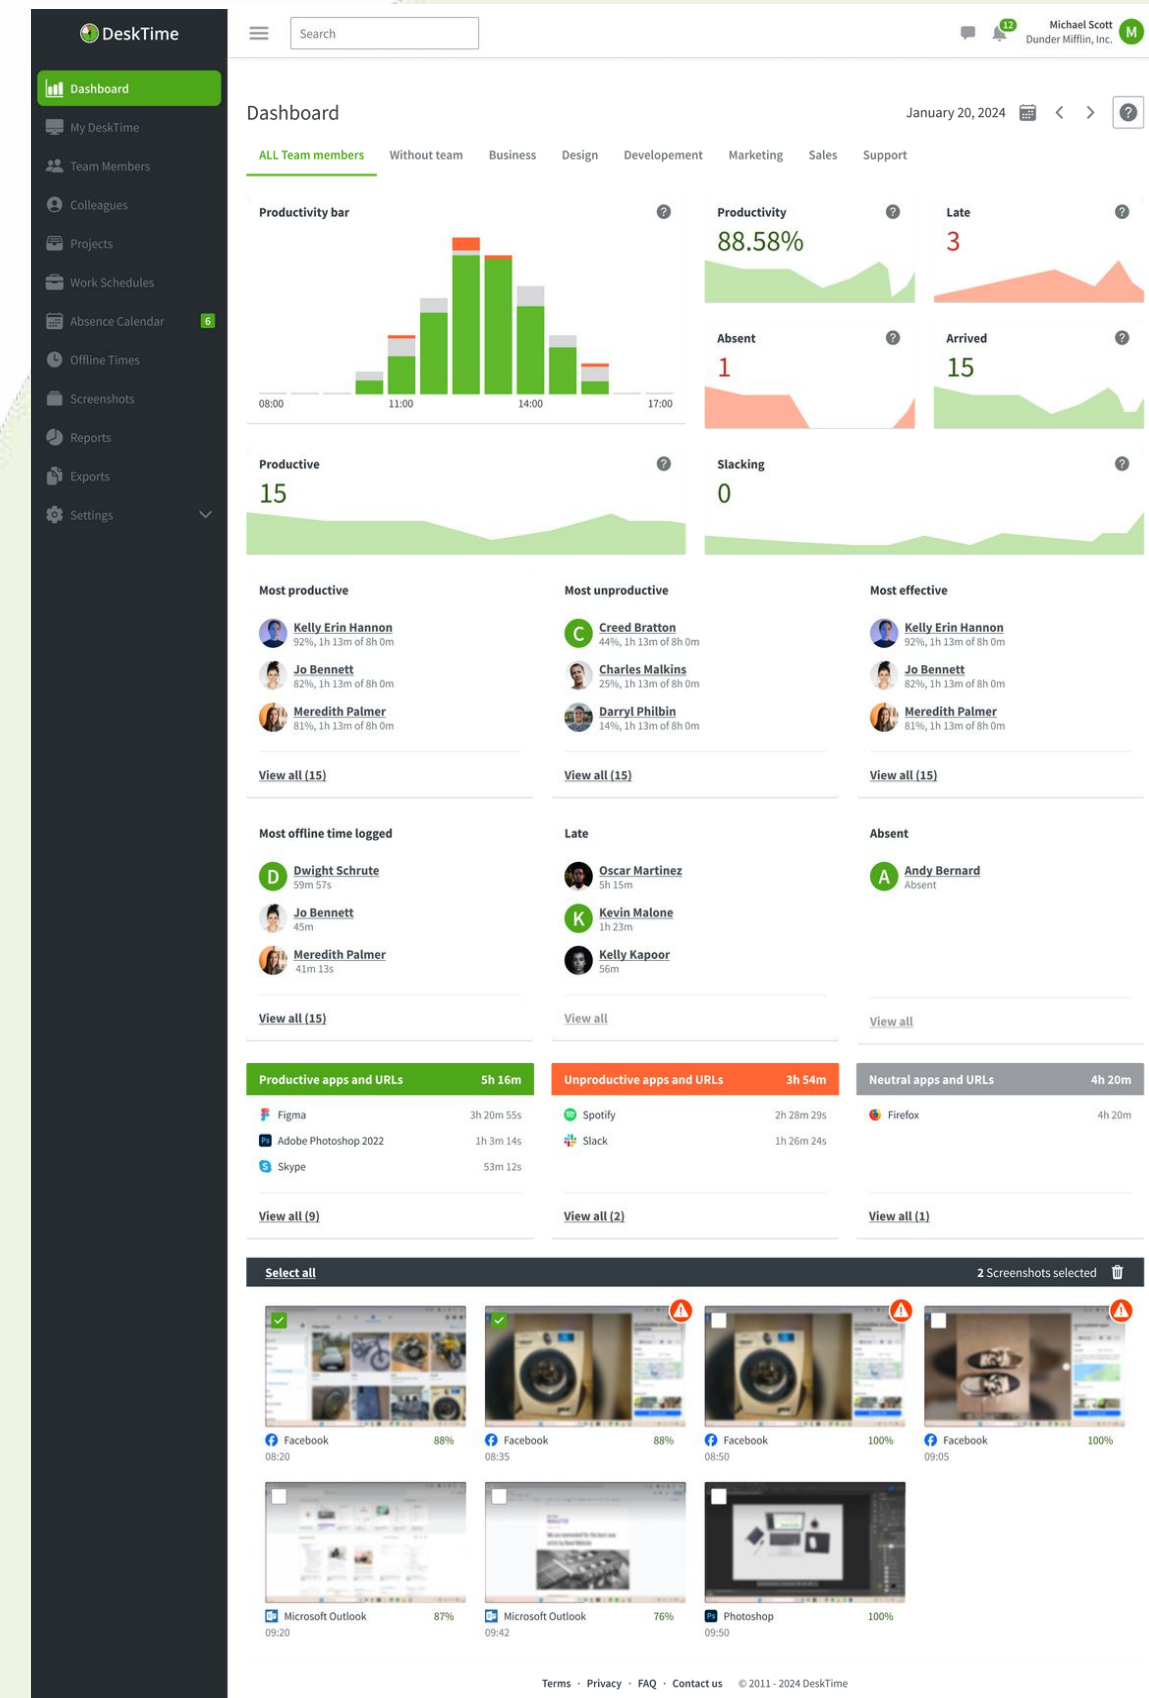 DeskTime
Search
12
Michael Scott
Dunder Mifflin, Inc.
M
Dashboard
My DeskTime
Team Members
Colleagues
Projects
Work Schedules
Absence Calendar 6
Offline Times
Screenshots
Reports
Exports
Settings
Dashboard
January 20, 2024
ALL Team members Without team Business Design Developement Marketing Sales Support
Productivity bar
08:00 11:00 14:00 17:00
Productivity
88.58%
Late
3
Absent
1
Arrived
15
Productive
15
Slacking
0
Most productive
Kelly Erin Hannon
92%, 1h 13m of 8h 0m
Jo Bennett
82%, 1h 13m of 8h 0m
Meredith Palmer
81%, 1h 13m of 8h 0m
View all (15)
Most unproductive
C
Creed Bratton
44%, 1h 13m of 8h 0m
Charles Malkins
25%, 1h 13m of 8h 0m
Darryl Philbin
14%, 1h 13m of 8h 0m
View all (15)
Most effective
Kelly Erin Hannon
92%, 1h 13m of 8h 0m
Jo Bennett
82%, 1h 13m of 8h 0m
Meredith Palmer
81%, 1h 13m of 8h 0m
View all (15)
Most offline time logged
D
Dwight Schrute
59m 57s
Jo Bennett
45m
Meredith Palmer
41m 13s
View all (15)
Late
Oscar Martinez
5h 15m
K
Kevin Malone
1h 23m
Kelly Kapoor
56m
View all
Absent
A
Andy Bernard
Absent
View all
Productive apps and URLs 5h 16m
Figma 3h 20m 55s
Ps Adobe Photoshop 2022 1h 3m 14s
Skype 53m 12s
View all (9)
Unproductive apps and URLs 3h 54m
Spotify 2h 28m 29s
Slack 1h 26m 24s
View all (2)
Neutral apps and URLs 4h 20m
Firefox 4h 20m
View all (1)
Select all
2 Screenshots selected
Facebook 88%
08:20
Facebook 88%
08:35
Facebook 100%
08:50
Facebook 100%
09:05
Microsoft Outlook 87%
09:20
Microsoft Outlook 76%
09:42
Ps Photoshop 100%
09:50
Terms · Privacy · FAQ · Contact us © 2011 - 2024 DeskTime